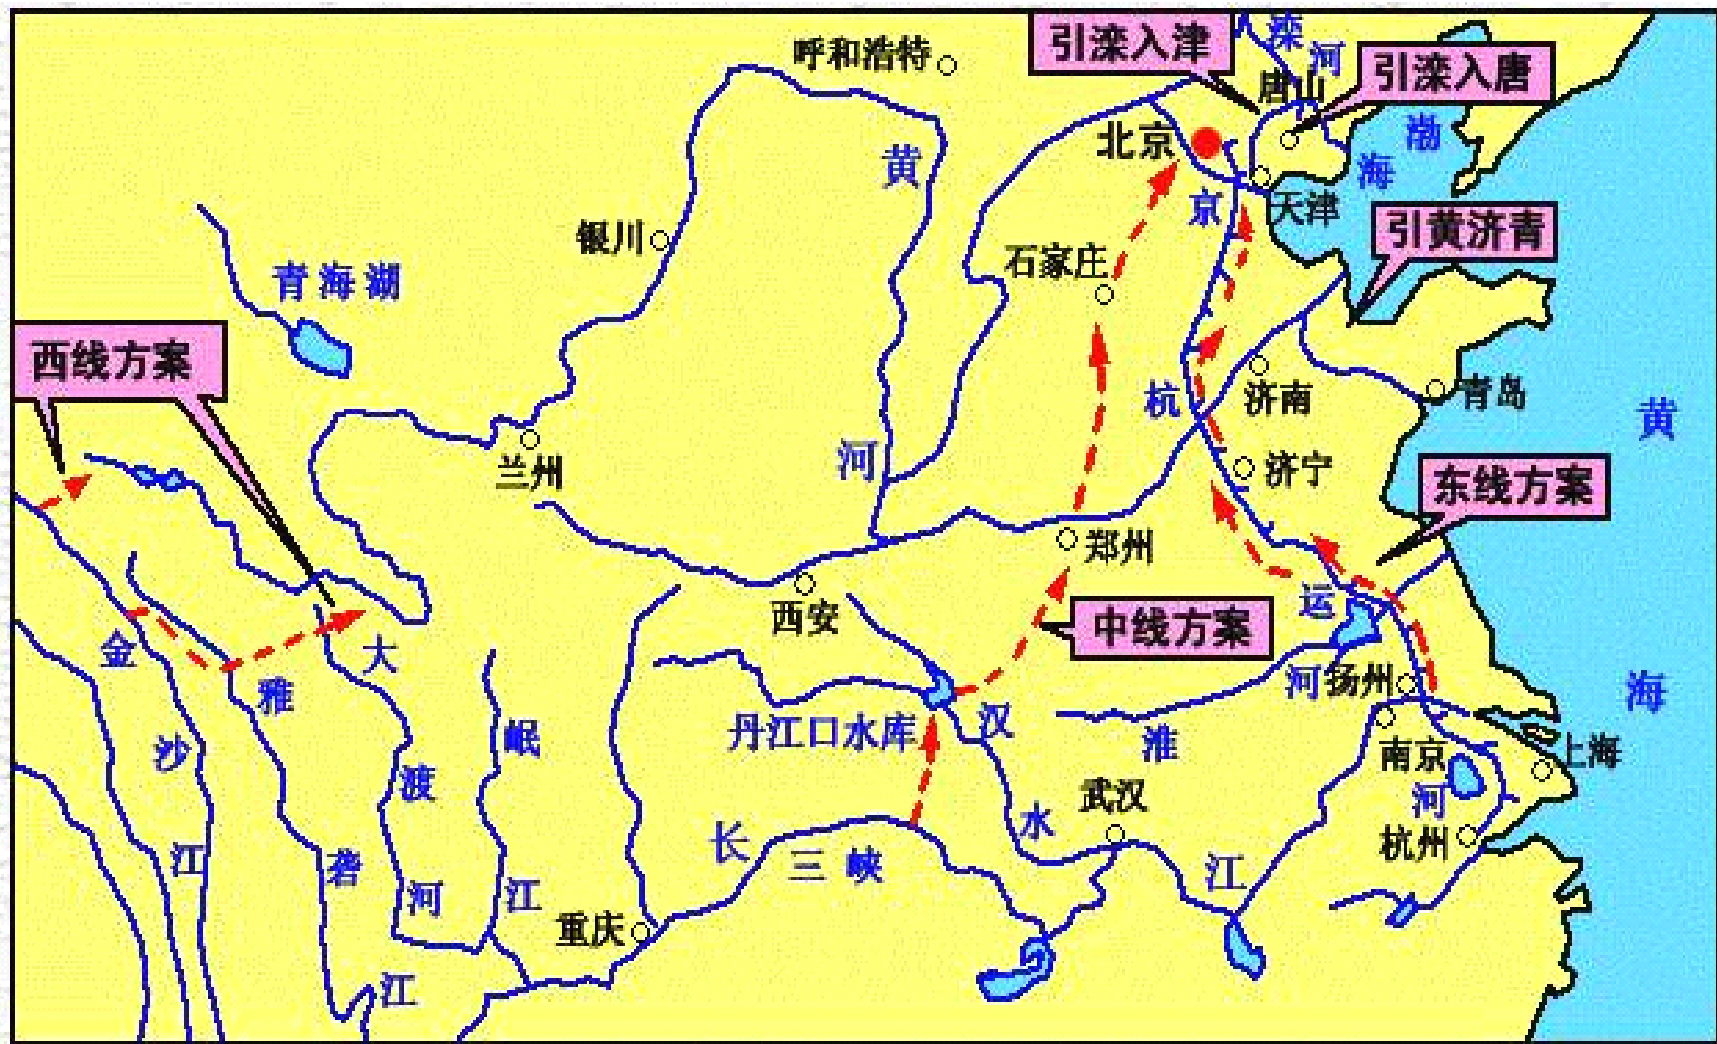 引滦入津
滦河
呼和浩特
引滦入唐
唐山
北京
渤海
黄
京
天津
银川
引黄济青
石家庄
青海湖
西线方案
杭
济南
青岛
黄
河
兰州
济宁
东线方案
郑州
运
西安
中线方案
金
大
雅
河
扬州
海
丹江口水库
汉
淮
沙
岷
南京
上海
渡
河
武汉
水
长
三峡
杭州
江
江
砻
河
江
重庆
江